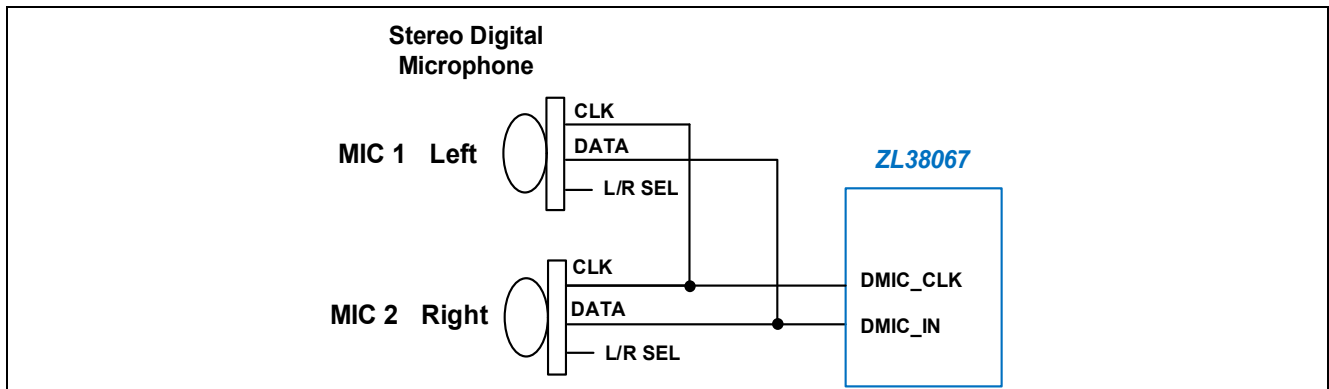 Stereo Digital
Microphone
CLK
MIC 1 Left
DATA
ZL38067
L/R SEL
CLK
DMIC_CLK
MIC 2 Right
DATA
DMIC_IN
L/R SEL